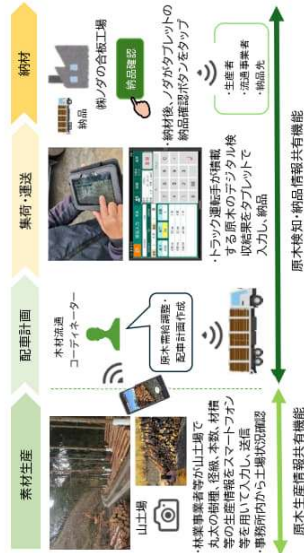 素材生産
配車計画
集荷・運送
納材
山土場
林業事業者等が山土場で
丸太の樹種、径級、本数、材積
等の生産情報をスマートフォン
等を用いて入力し、送信
事務所内から土場状況確認
木材流通
コーディネーター
原木需給調整・
配車計画作成
・トラック運転手が積載
する原木のデジタル検
収結果をタブレットで
入力し、納品
納品
㈱ノダの合板工場
納品確認
・納材後、ノダがタブレットの
納品確認ボタンをタップ
・生産者
・流通事業者
・納品先
原木生産情報共有機能
原木検知・納品情報共有機能